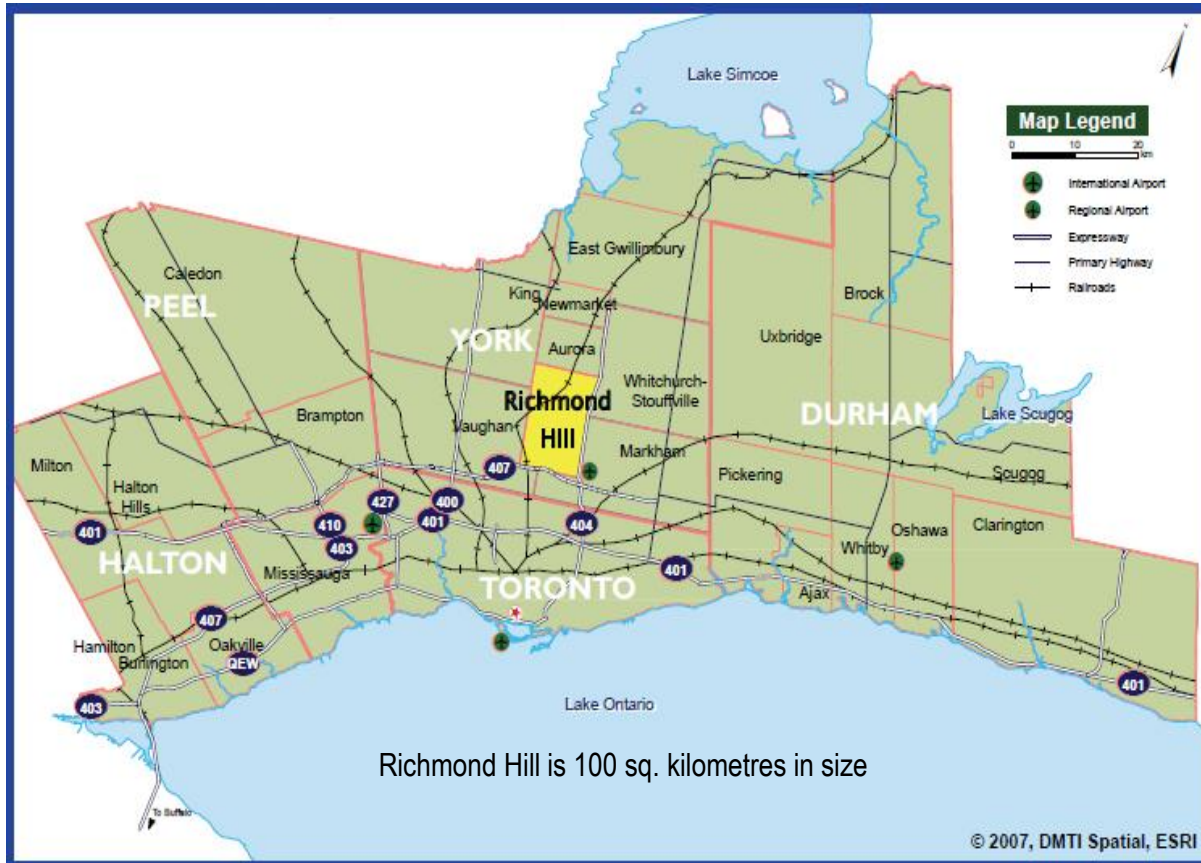 Lake Simcoe
Map Legend
0 10 20
km
International Airport
Regional Airport
Expressway
Primary Highway
Railroads
East Gwillimbury
Caledon
PEEL
King
Newmarket
Brock
YORK
Uxbridge
Aurora
Whitchurch-
Stouffville
Richmond
Hill
DURHAM
Lake Scugog
Brampton
Vaughan
Markham
Milton
407
Pickering
Scugog
Halton
Hills
427
400
410
401
404
401
Oshawa
Clarington
403
Whitby
HALTON
Mississauga
401
TORONTO
Ajax
407
Hamilton
Oakville
Burlington
QEW
401
403
Lake Ontario
Richmond Hill is 100 sq. kilometres in size
To Buffalo
© 2007, DMTI Spatial, ESRI